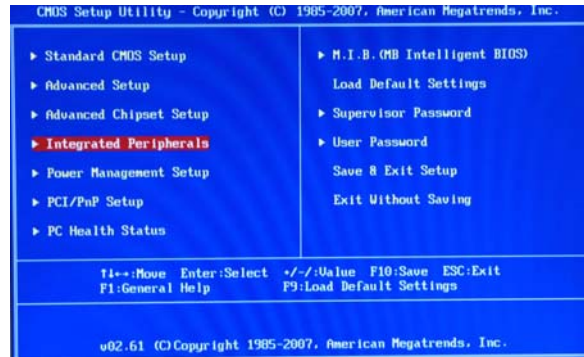 CMOS Setup Utility - Copyright (C) 1985-2007, American Megatrends, Inc.
▶ Standard CMOS Setup
▶ Advanced Setup
▶ Advanced Chipset Setup
▶ Integrated Peripherals
▶ Power Management Setup
▶ PCI/PnP Setup
▶ PC Health Status
▶ M.I.B.(MB Intelligent BIOS)
Load Default Settings
▶ Supervisor Password
▶ User Password
Save & Exit Setup
Exit Without Saving
↑↓←→:Move Enter:Select +/-/:Value F10:Save ESC:Exit
F1:General Help F9:Load Default Settings
v02.61 (C)Copyright 1985-2007, American Megatrends, Inc.